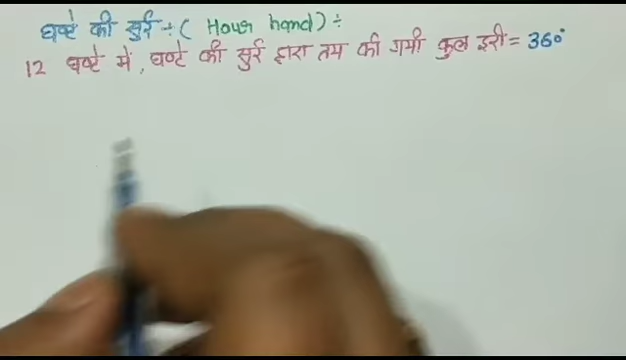 घण्टे की सुई ÷ ( Hour hand ) ÷
12 घण्टे में, घण्टे की सुई द्वारा तय की गयी कुल दूरी = 360°